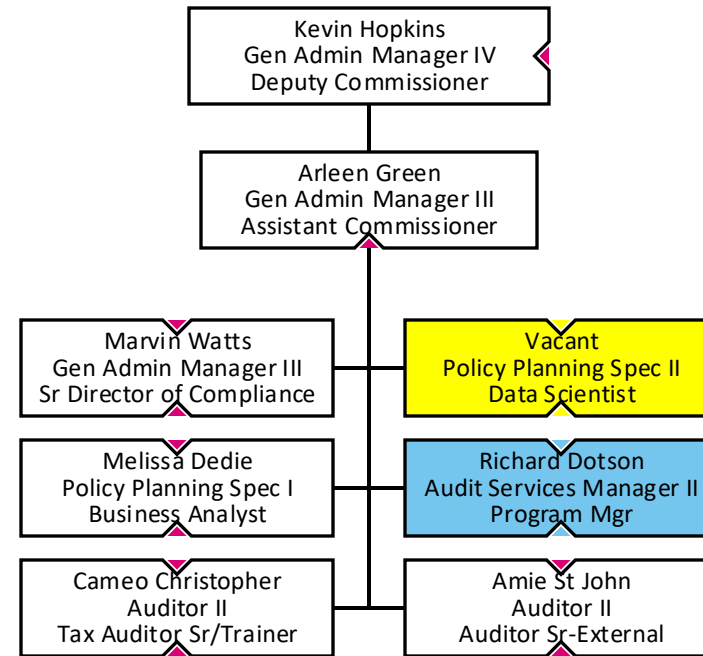 Kevin Hopkins
Gen Admin Manager IV
Deputy Commissioner
Arleen Green
Gen Admin Manager III
Assistant Commissioner
Marvin Watts
Gen Admin Manager III
Sr Director of Compliance
Vacant
Policy Planning Spec II
Data Scientist
Melissa Dedie
Policy Planning Spec I
Business Analyst
Richard Dotson
Audit Services Manager II
Program Mgr
Cameo Christopher
Auditor II
Tax Auditor Sr/Trainer
Amie St John
Auditor II
Auditor Sr-External